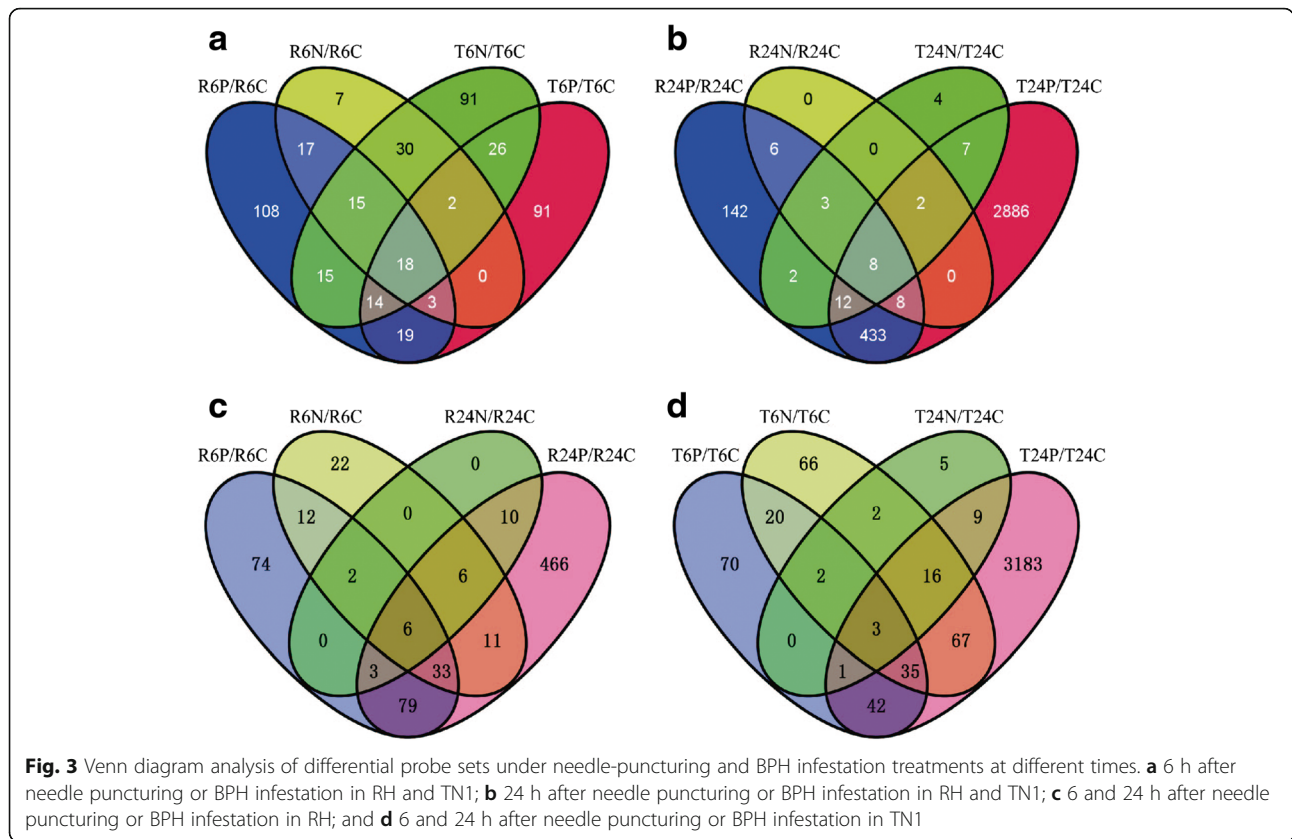 a
R6N/R6C T6N/T6C
R6P/R6C T6P/T6C
7 91
17 30 26
108 15 2 91
18
15 0
14 3
19
b
R24N/R24C T24N/T24C
R24P/R24C T24P/T24C
0 4
6 0 7
142 3 2 2886
8
2 0
12 8
433
c
R6N/R6C R24N/R24C
R6P/R6C R24P/R24C
22 0
12 0 10
74 2 6 466
6
0 11
3 33
79
d
T6N/T6C T24N/T24C
T6P/T6C T24P/T24C
66 5
20 2 9
70 2 16 3183
3
0 67
1 35
42
Fig. 3 Venn diagram analysis of differential probe sets under needle-puncturing and BPH infestation treatments at different times. a 6 h after
needle puncturing or BPH infestation in RH and TN1; b 24 h after needle puncturing or BPH infestation in RH and TN1; c 6 and 24 h after needle
puncturing or BPH infestation in RH; and d 6 and 24 h after needle puncturing or BPH infestation in TN1